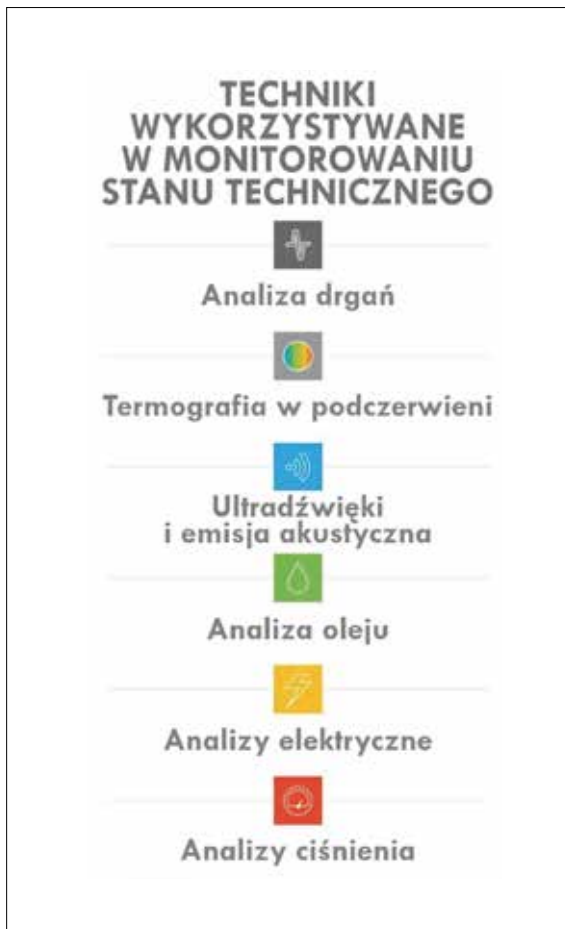 TECHNIKI
WYKORZYSTYWANE
W MONITOROWANIU
STANU TECHNICZNEGO
Analiza drgań
Termografia w podczerwieni
Ultradźwięki
i emisja akustyczna
Analiza oleju
Analizy elektryczne
Analizy ciśnienia